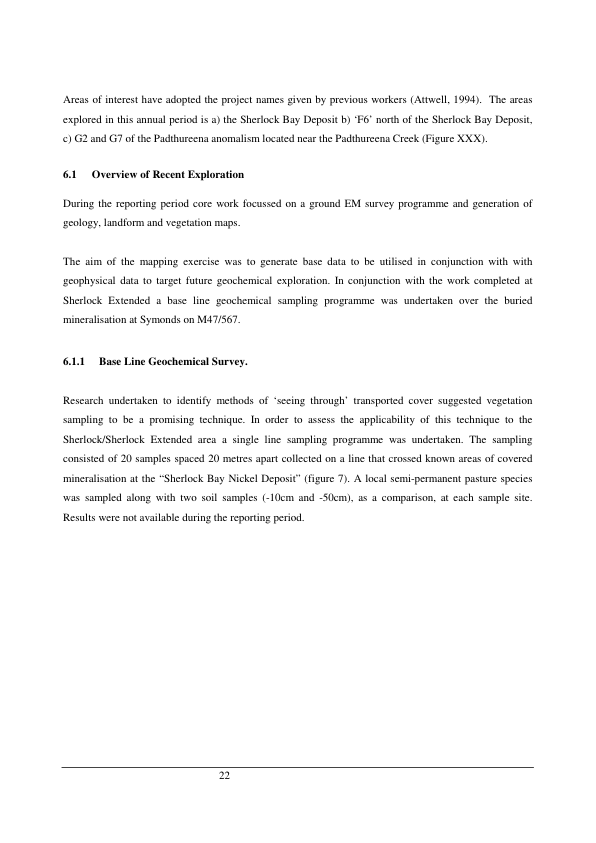 Areas of interest have adopted the project names given by previous workers (Attwell, 1994).  The areas
explored in this annual period is a) the Sherlock Bay Deposit b) ‘F6’ north of the Sherlock Bay Deposit,
c) G2 and G7 of the Padthureena anomalism located near the Padthureena Creek (Figure XXX).
6.1 Overview of Recent Exploration
During the reporting period core work focussed on a ground EM survey programme and generation of
geology, landform and vegetation maps.
The aim of the mapping exercise was to generate base data to be utilised in conjunction with with
geophysical data to target future geochemical exploration. In conjunction with the work completed at
Sherlock Extended a base line geochemical sampling programme was undertaken over the buried
mineralisation at Symonds on M47/567.
6.1.1 Base Line Geochemical Survey.
Research undertaken to identify methods of ‘seeing through’ transported cover suggested vegetation
sampling to be a promising technique. In order to assess the applicability of this technique to the
Sherlock/Sherlock Extended area a single line sampling programme was undertaken. The sampling
consisted of 20 samples spaced 20 metres apart collected on a line that crossed known areas of covered
mineralisation at the “Sherlock Bay Nickel Deposit” (figure 7). A local semi-permanent pasture species
was sampled along with two soil samples (-10cm and -50cm), as a comparison, at each sample site.
Results were not available during the reporting period.
22